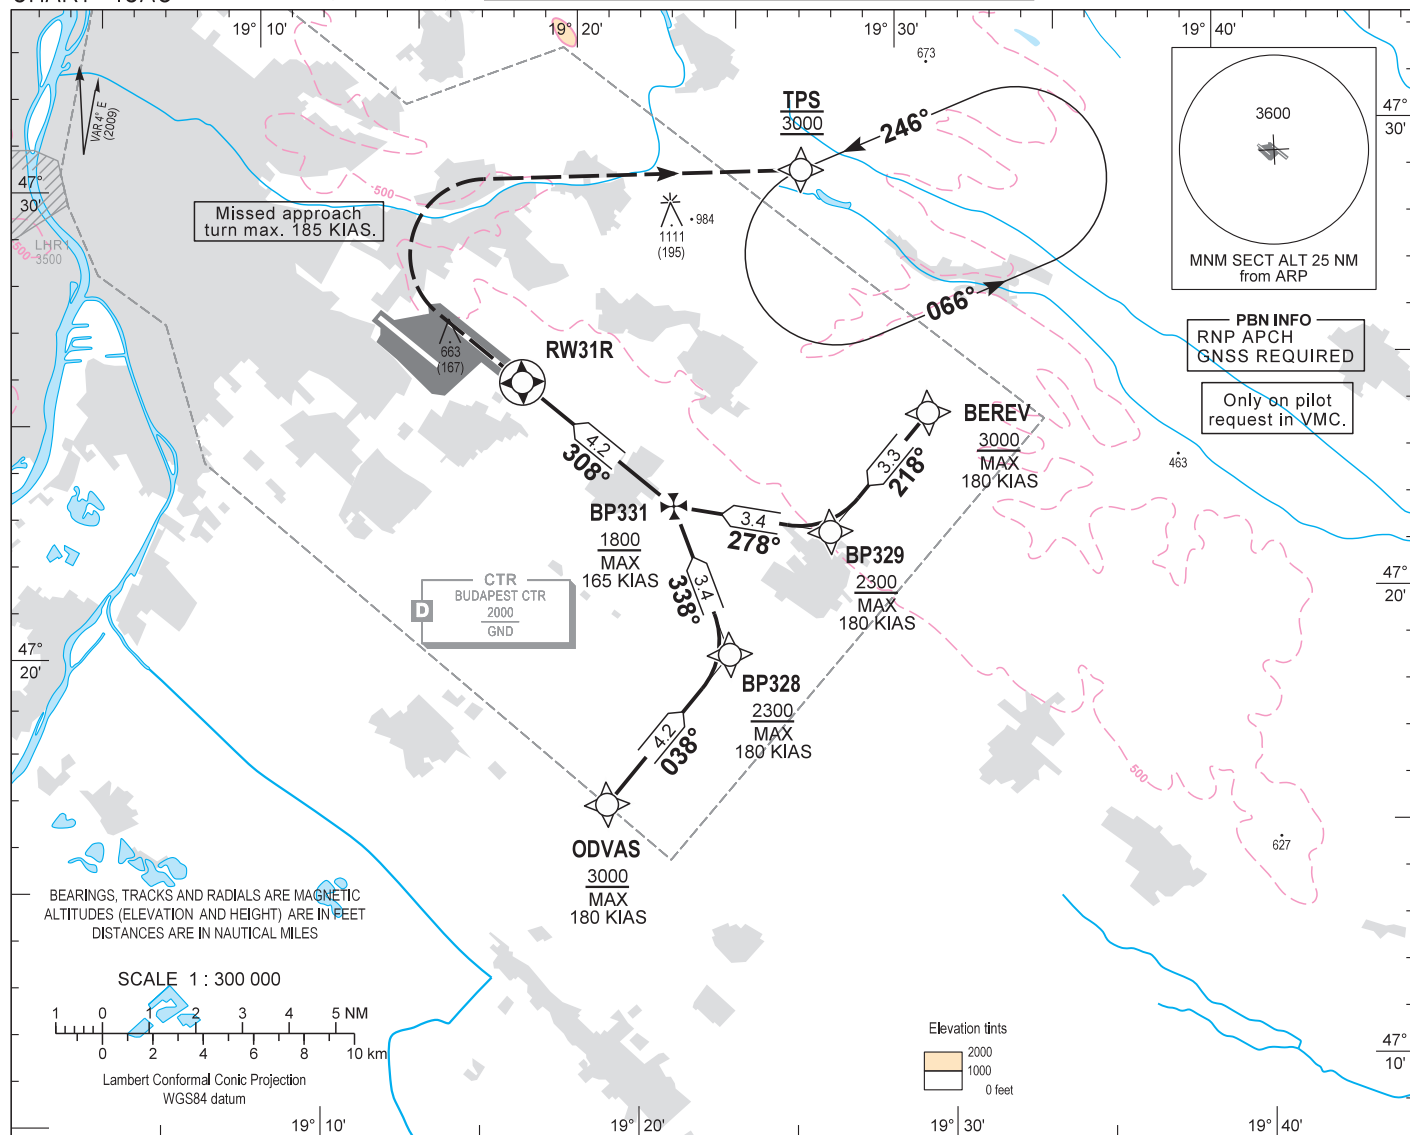 19° 10'
19° 20'
19° 30'
19° 40'
VAR 4° E
(2009)
673
TPS
3000
246°
3600
47°
30'
47°
30'
500
Missed approach
turn max. 185 KIAS.
984
1111
(195)
LHR1
3500
500
MNM SECT ALT 25 NM
from ARP
066°
PBN INFO
RNP APCH
GNSS REQUIRED
663
(167)
RW31R
Only on pilot
request in VMC.
BEREV
3000
MAX
180 KIAS
4.2
308°
3.3
218°
463
BP331
1800
MAX
165 KIAS
3.4
278°
BP329
2300
MAX
180 KIAS
47°
20'
CTR
BUDAPEST CTR
2000
GND
D
3.4
338°
47°
20'
BP328
2300
MAX
180 KIAS
4.2
038°
500
ODVAS
3000
MAX
180 KIAS
627
BEARINGS, TRACKS AND RADIALS ARE MAGNETIC
ALTITUDES (ELEVATION AND HEIGHT) ARE IN FEET
DISTANCES ARE IN NAUTICAL MILES
SCALE 1 : 300 000
1 0 1 2 3 4 5 NM
0 2 4 6 8 10 km
Lambert Conformal Conic Projection
WGS84 datum
Elevation tints
2000
1000
0 feet
47°
10'
19° 10'
19° 20'
19° 30'
19° 40'